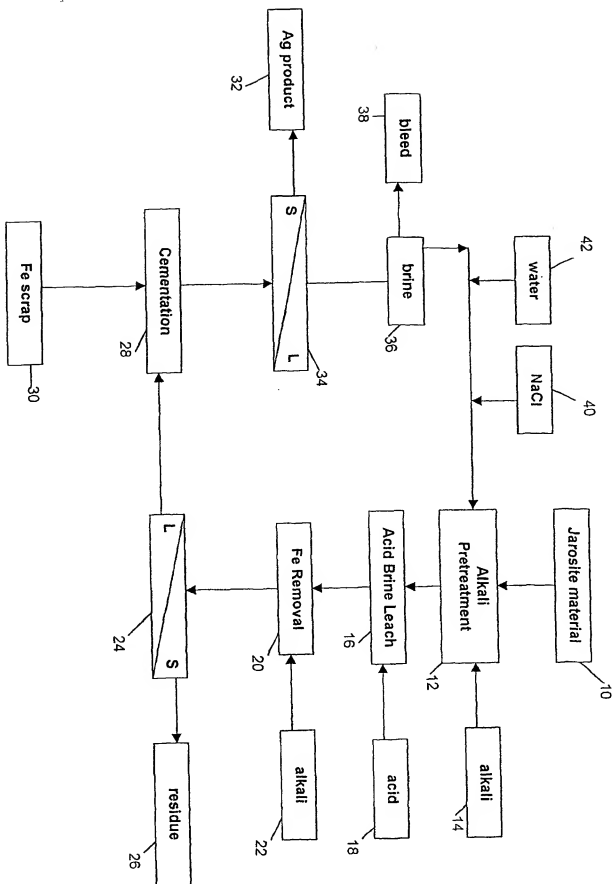 Jarosite material
10
water
42
NaCl
40
Alkali
Pretreatment
12
alkali
14
bleed
38
brine
36
Acid Brine Leach
16
acid
18
Ag product
32
S
L
34
Fe Removal
20
alkali
22
Cementation
28
L
S
24
residue
26
Fe scrap
30